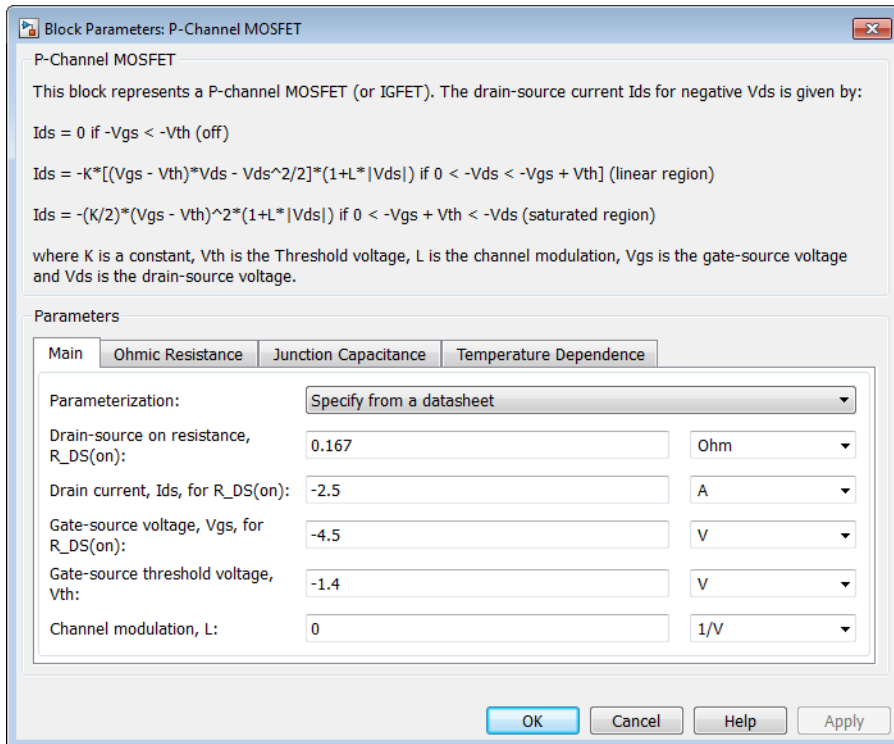 Block Parameters: P-Channel MOSFET
P-Channel MOSFET
This block represents a P-channel MOSFET (or IGFET). The drain-source current Ids for negative Vds is given by:
Ids = 0 if -Vgs < -Vth (off)
Ids = -K*[(Vgs - Vth)*Vds - Vds^2/2]*(1+L*|Vds|) if 0 < -Vds < -Vgs + Vth] (linear region)
Ids = -(K/2)*(Vgs - Vth)^2*(1+L*|Vds|) if 0 < -Vgs + Vth < -Vds (saturated region)
where K is a constant, Vth is the Threshold voltage, L is the channel modulation, Vgs is the gate-source voltage
and Vds is the drain-source voltage.
Parameters
Main Ohmic Resistance Junction Capacitance Temperature Dependence
Parameterization: Specify from a datasheet
Drain-source on resistance,
R_DS(on): 0.167 Ohm
Drain current, Ids, for R_DS(on): -2.5 A
Gate-source voltage, Vgs, for
R_DS(on): -4.5 V
Gate-source threshold voltage,
Vth: -1.4 V
Channel modulation, L: 0 1/V
OK Cancel Help Apply